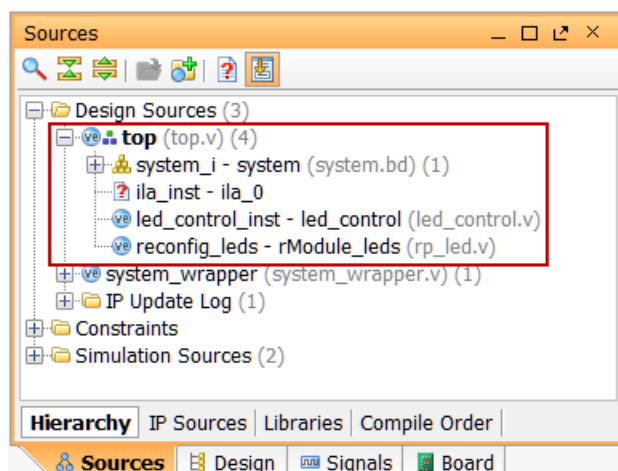 Sources
Design Sources (3)
top (top.v) (4)
system_i - system (system.bd) (1)
ila_inst - ila_0
led_control_inst - led_control (led_control.v)
reconfig_leds - rModule_leds (rp_led.v)
system_wrapper (system_wrapper.v) (1)
IP Update Log (1)
Constraints
Simulation Sources (2)
Hierarchy IP Sources Libraries Compile Order
Sources Design Signals Board